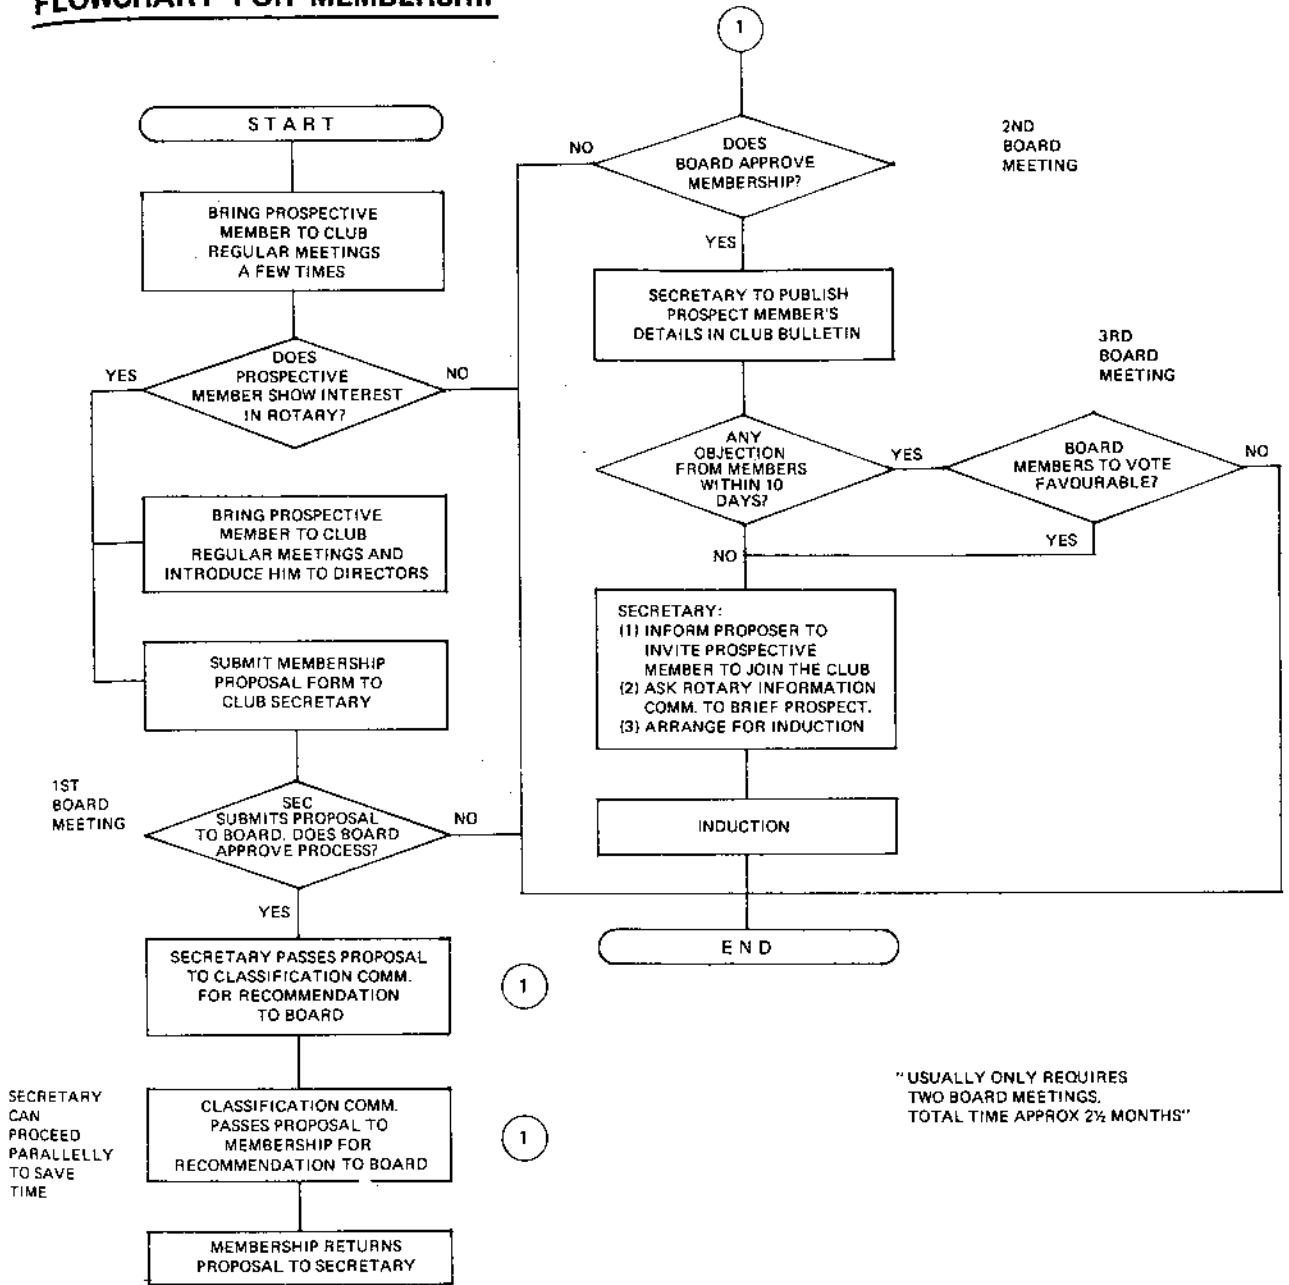 FLOWCHART FOR MEMBERSHIP
START
BRING PROSPECTIVE
MEMBER TO CLUB
REGULAR MEETINGS
A FEW TIMES
DOES
PROSPECTIVE
MEMBER SHOW INTEREST
IN ROTARY?
YES
NO
BRING PROSPECTIVE
MEMBER TO CLUB
REGULAR MEETINGS AND
INTRODUCE HIM TO DIRECTORS
SUBMIT MEMBERSHIP
PROPOSAL FORM TO
CLUB SECRETARY
1ST
BOARD
MEETING
SEC
SUBMITS PROPOSAL
TO BOARD. DOES BOARD
APPROVE PROCESS?
NO
YES
SECRETARY PASSES PROPOSAL
TO CLASSIFICATION COMM.
FOR RECOMMENDATION
TO BOARD
1
SECRETARY
CAN
PROCEED
PARALLELLY
TO SAVE
TIME
CLASSIFICATION COMM.
PASSES PROPOSAL TO
MEMBERSHIP FOR
RECOMMENDATION TO BOARD
1
MEMBERSHIP RETURNS
PROPOSAL TO SECRETARY
1
DOES
BOARD APPROVE
MEMBERSHIP?
NO
2ND
BOARD
MEETING
YES
SECRETARY TO PUBLISH
PROSPECT MEMBER'S
DETAILS IN CLUB BULLETIN
3RD
BOARD
MEETING
ANY
OBJECTION
FROM MEMBERS
WITHIN 10
DAYS?
YES
BOARD
MEMBERS TO VOTE
FAVOURABLE?
NO
YES
NO
SECRETARY:
(1) INFORM PROPOSER TO
INVITE PROSPECTIVE
MEMBER TO JOIN THE CLUB
(2) ASK ROTARY INFORMATION
COMM. TO BRIEF PROSPECT.
(3) ARRANGE FOR INDUCTION
INDUCTION
END
"USUALLY ONLY REQUIRES
TWO BOARD MEETINGS.
TOTAL TIME APPROX 2½ MONTHS"